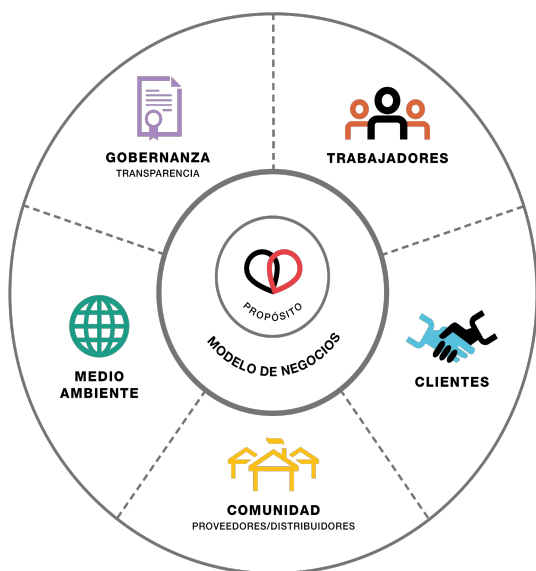 GOBERNANZA
TRANSPARENCIA
TRABAJADORES
PROPÓSITO
MODELO DE NEGOCIOS
MEDIO
AMBIENTE
CLIENTES
COMUNIDAD
PROVEEDORES/DISTRIBUIDORES